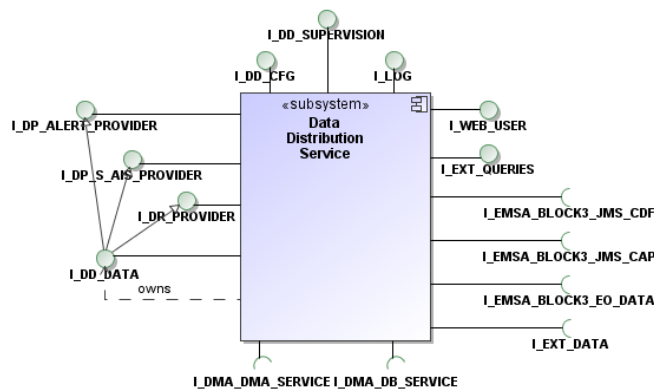 I_DD_SUPERVISION
I_DD_CFG
I_LOG
«subsystem»
Data
Distribution
Service
I_DP_ALERT_PROVIDER
I_WEB_USER
I_DP_S_AIS_PROVIDER
I_EXT_QUERIES
I_DR_PROVIDER
I_EMSA_BLOCK3_JMS_CDF
I_EMSA_BLOCK3_JMS_CAP
I_DD_DATA
owns
I_EMSA_BLOCK3_EO_DATA
I_EXT_DATA
I_DMA_DMA_SERVICE
I_DMA_DB_SERVICE